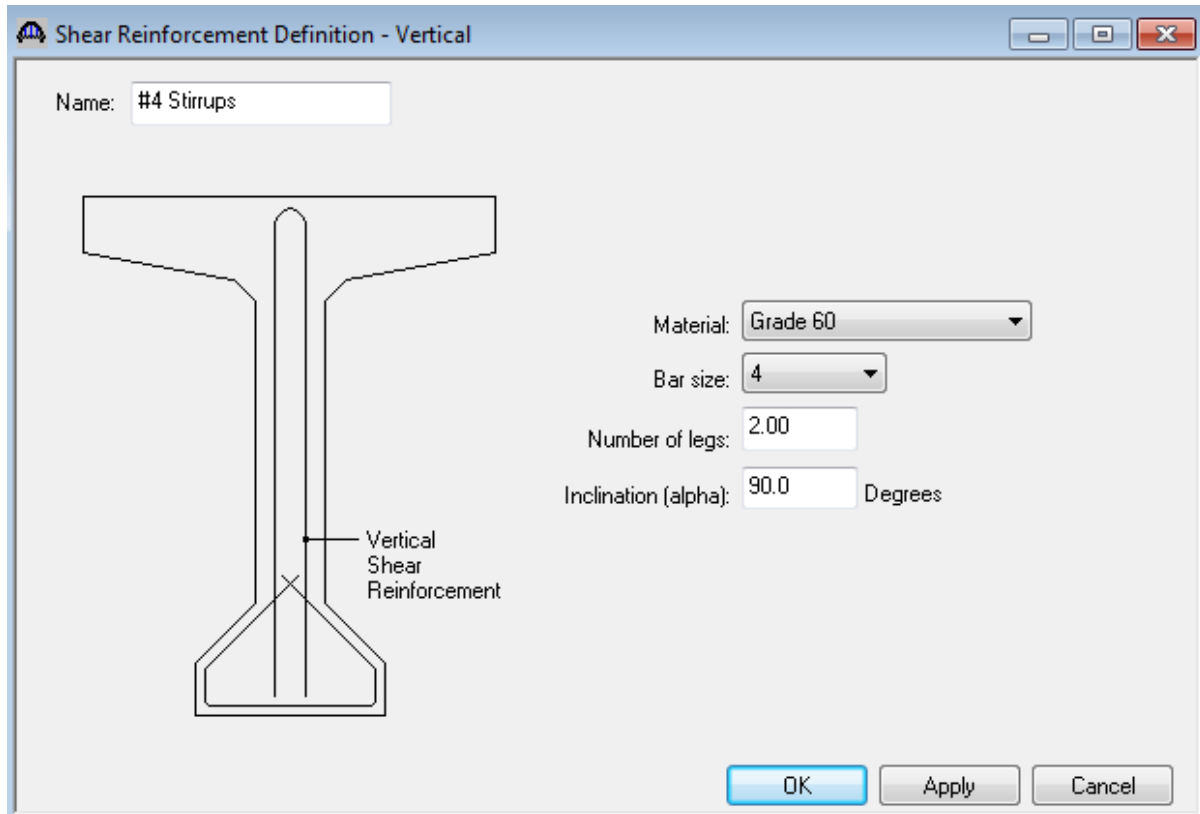 Shear Reinforcement Definition - Vertical
Name: #4 Stirrups
Material: Grade 60
Bar size: 4
Number of legs: 2.00
Inclination (alpha): 90.0 Degrees
Vertical
Shear
Reinforcement
OK Apply Cancel